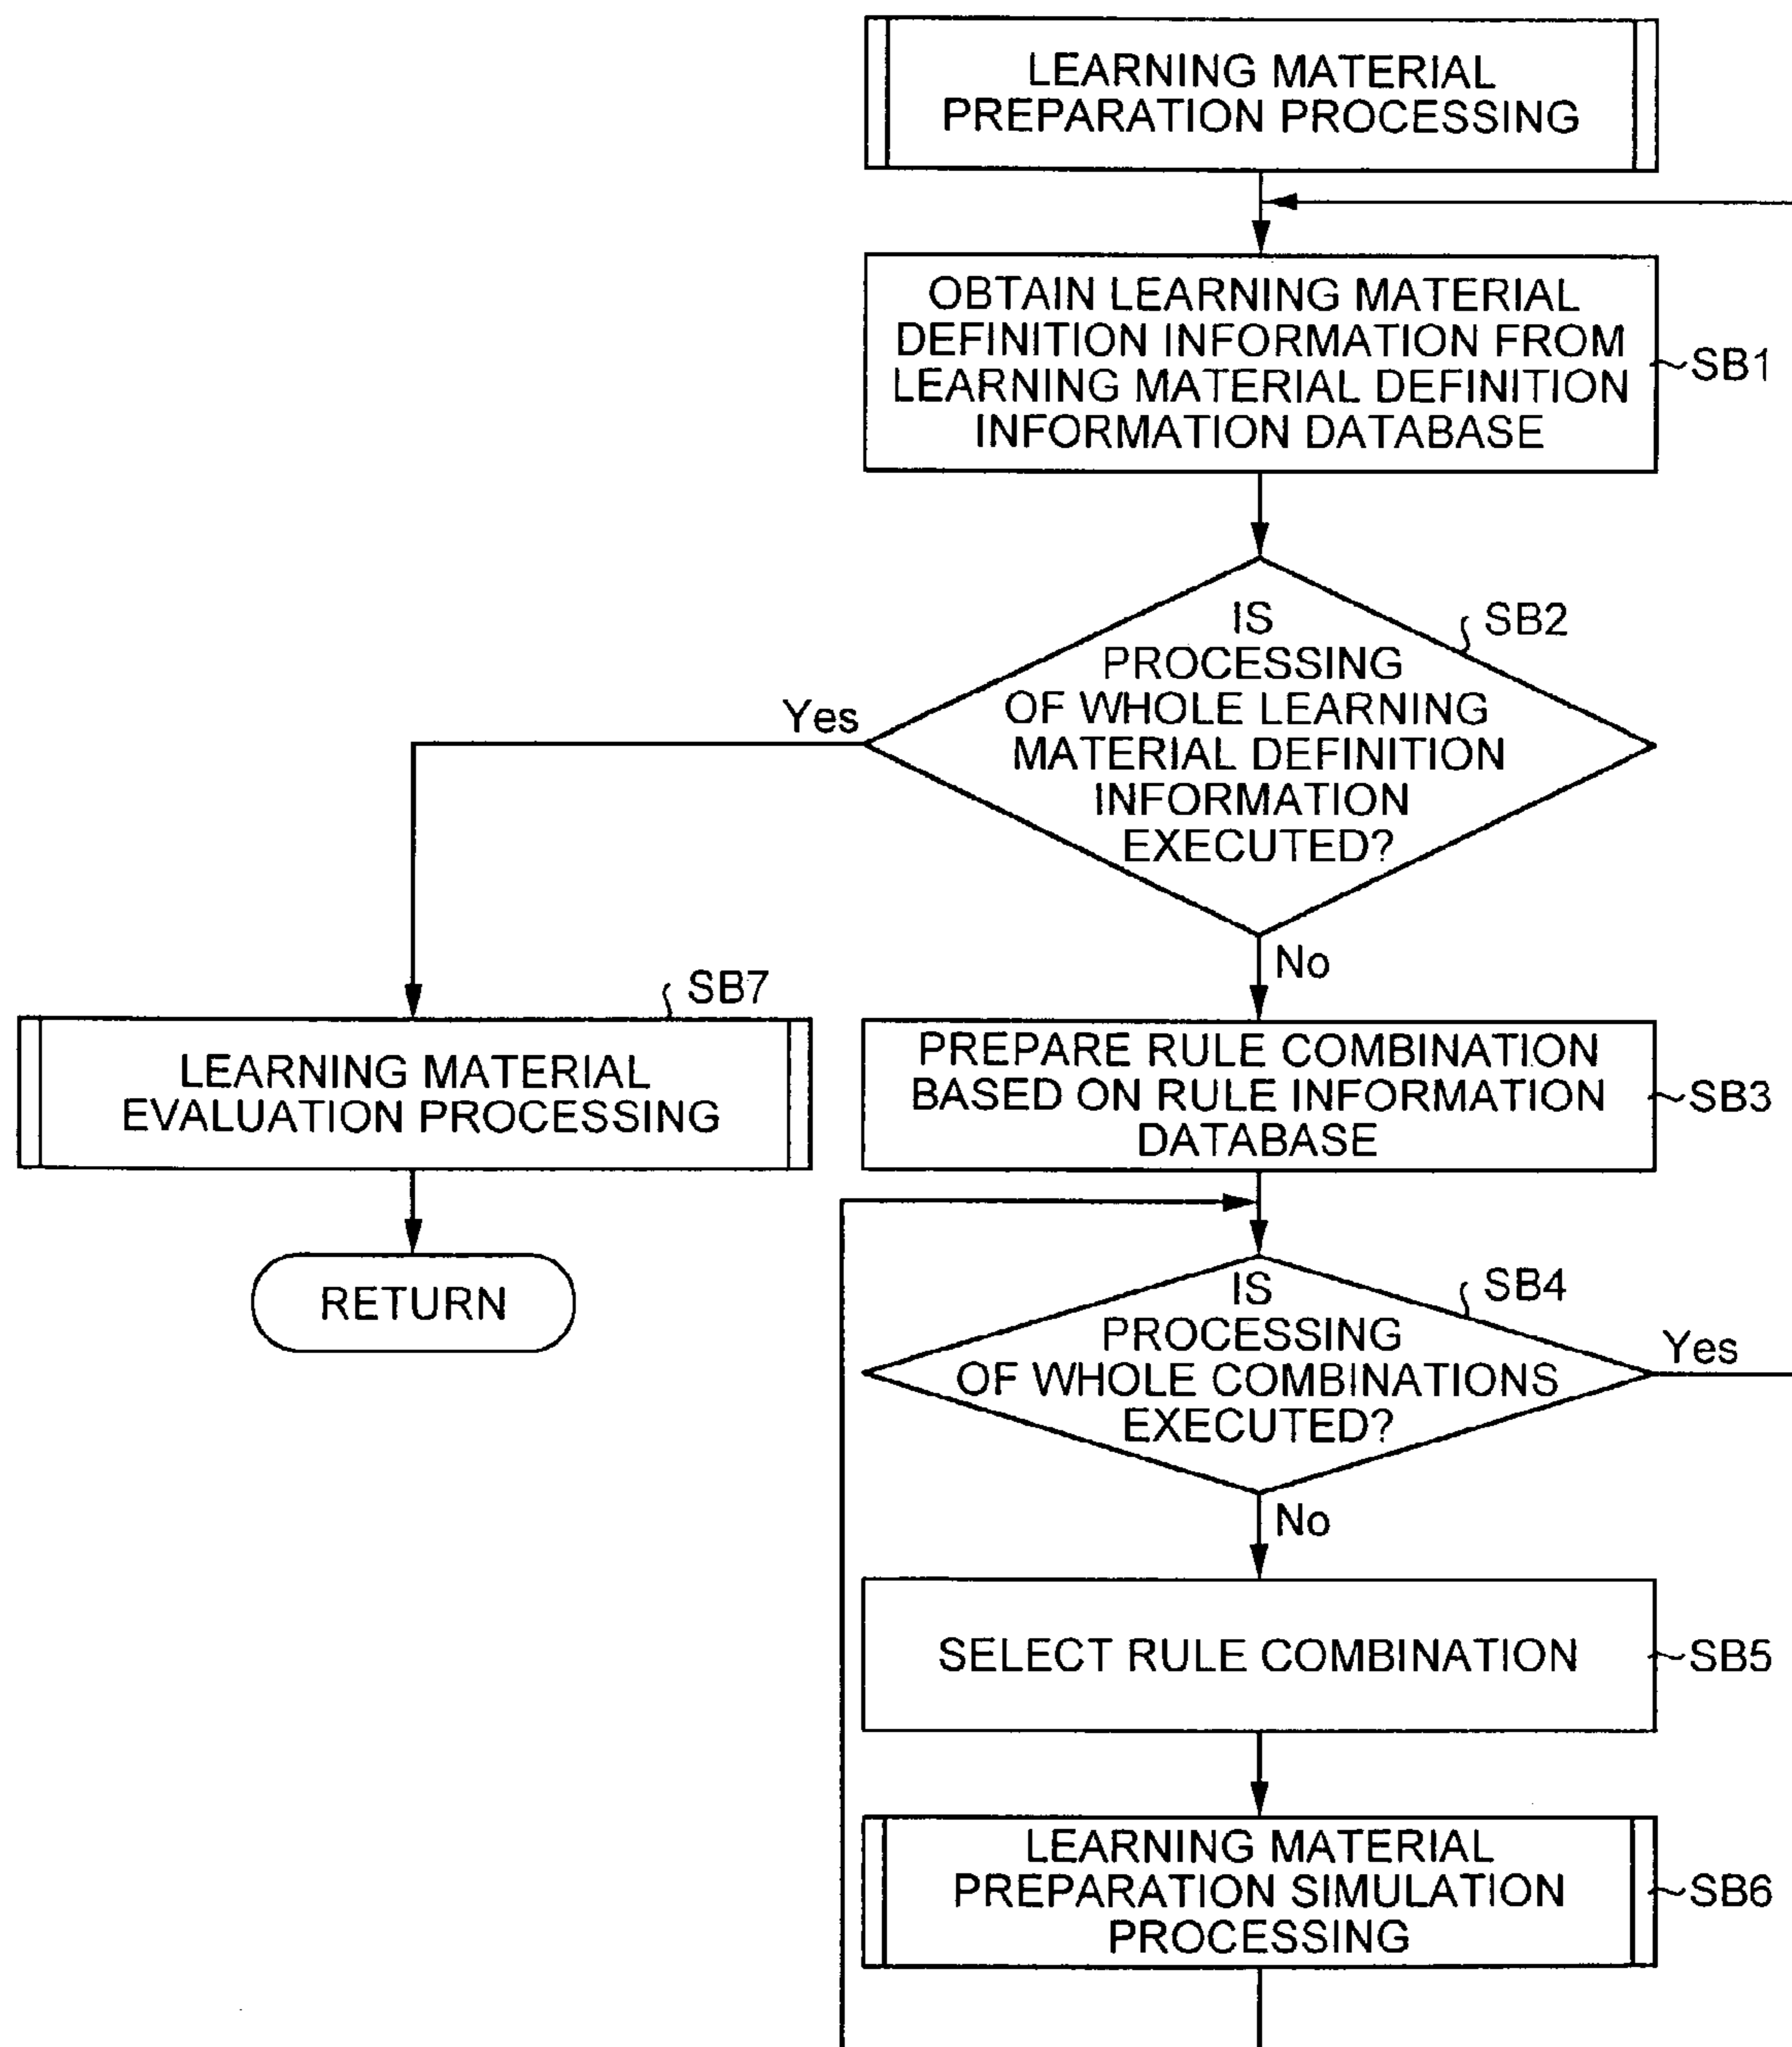 LEARNING MATERIAL
PREPARATION PROCESSING
OBTAIN LEARNING MATERIAL
DEFINITION INFORMATION FROM
LEARNING MATERIAL DEFINITION
INFORMATION DATABASE
SB1
IS
PROCESSING
OF WHOLE LEARNING
MATERIAL DEFINITION
INFORMATION
EXECUTED?
SB2
Yes
No
SB7
LEARNING MATERIAL
EVALUATION PROCESSING
RETURN
PREPARE RULE COMBINATION
BASED ON RULE INFORMATION
DATABASE
SB3
IS
PROCESSING
OF WHOLE COMBINATIONS
EXECUTED?
SB4
Yes
No
SELECT RULE COMBINATION
SB5
LEARNING MATERIAL
PREPARATION SIMULATION
PROCESSING
SB6